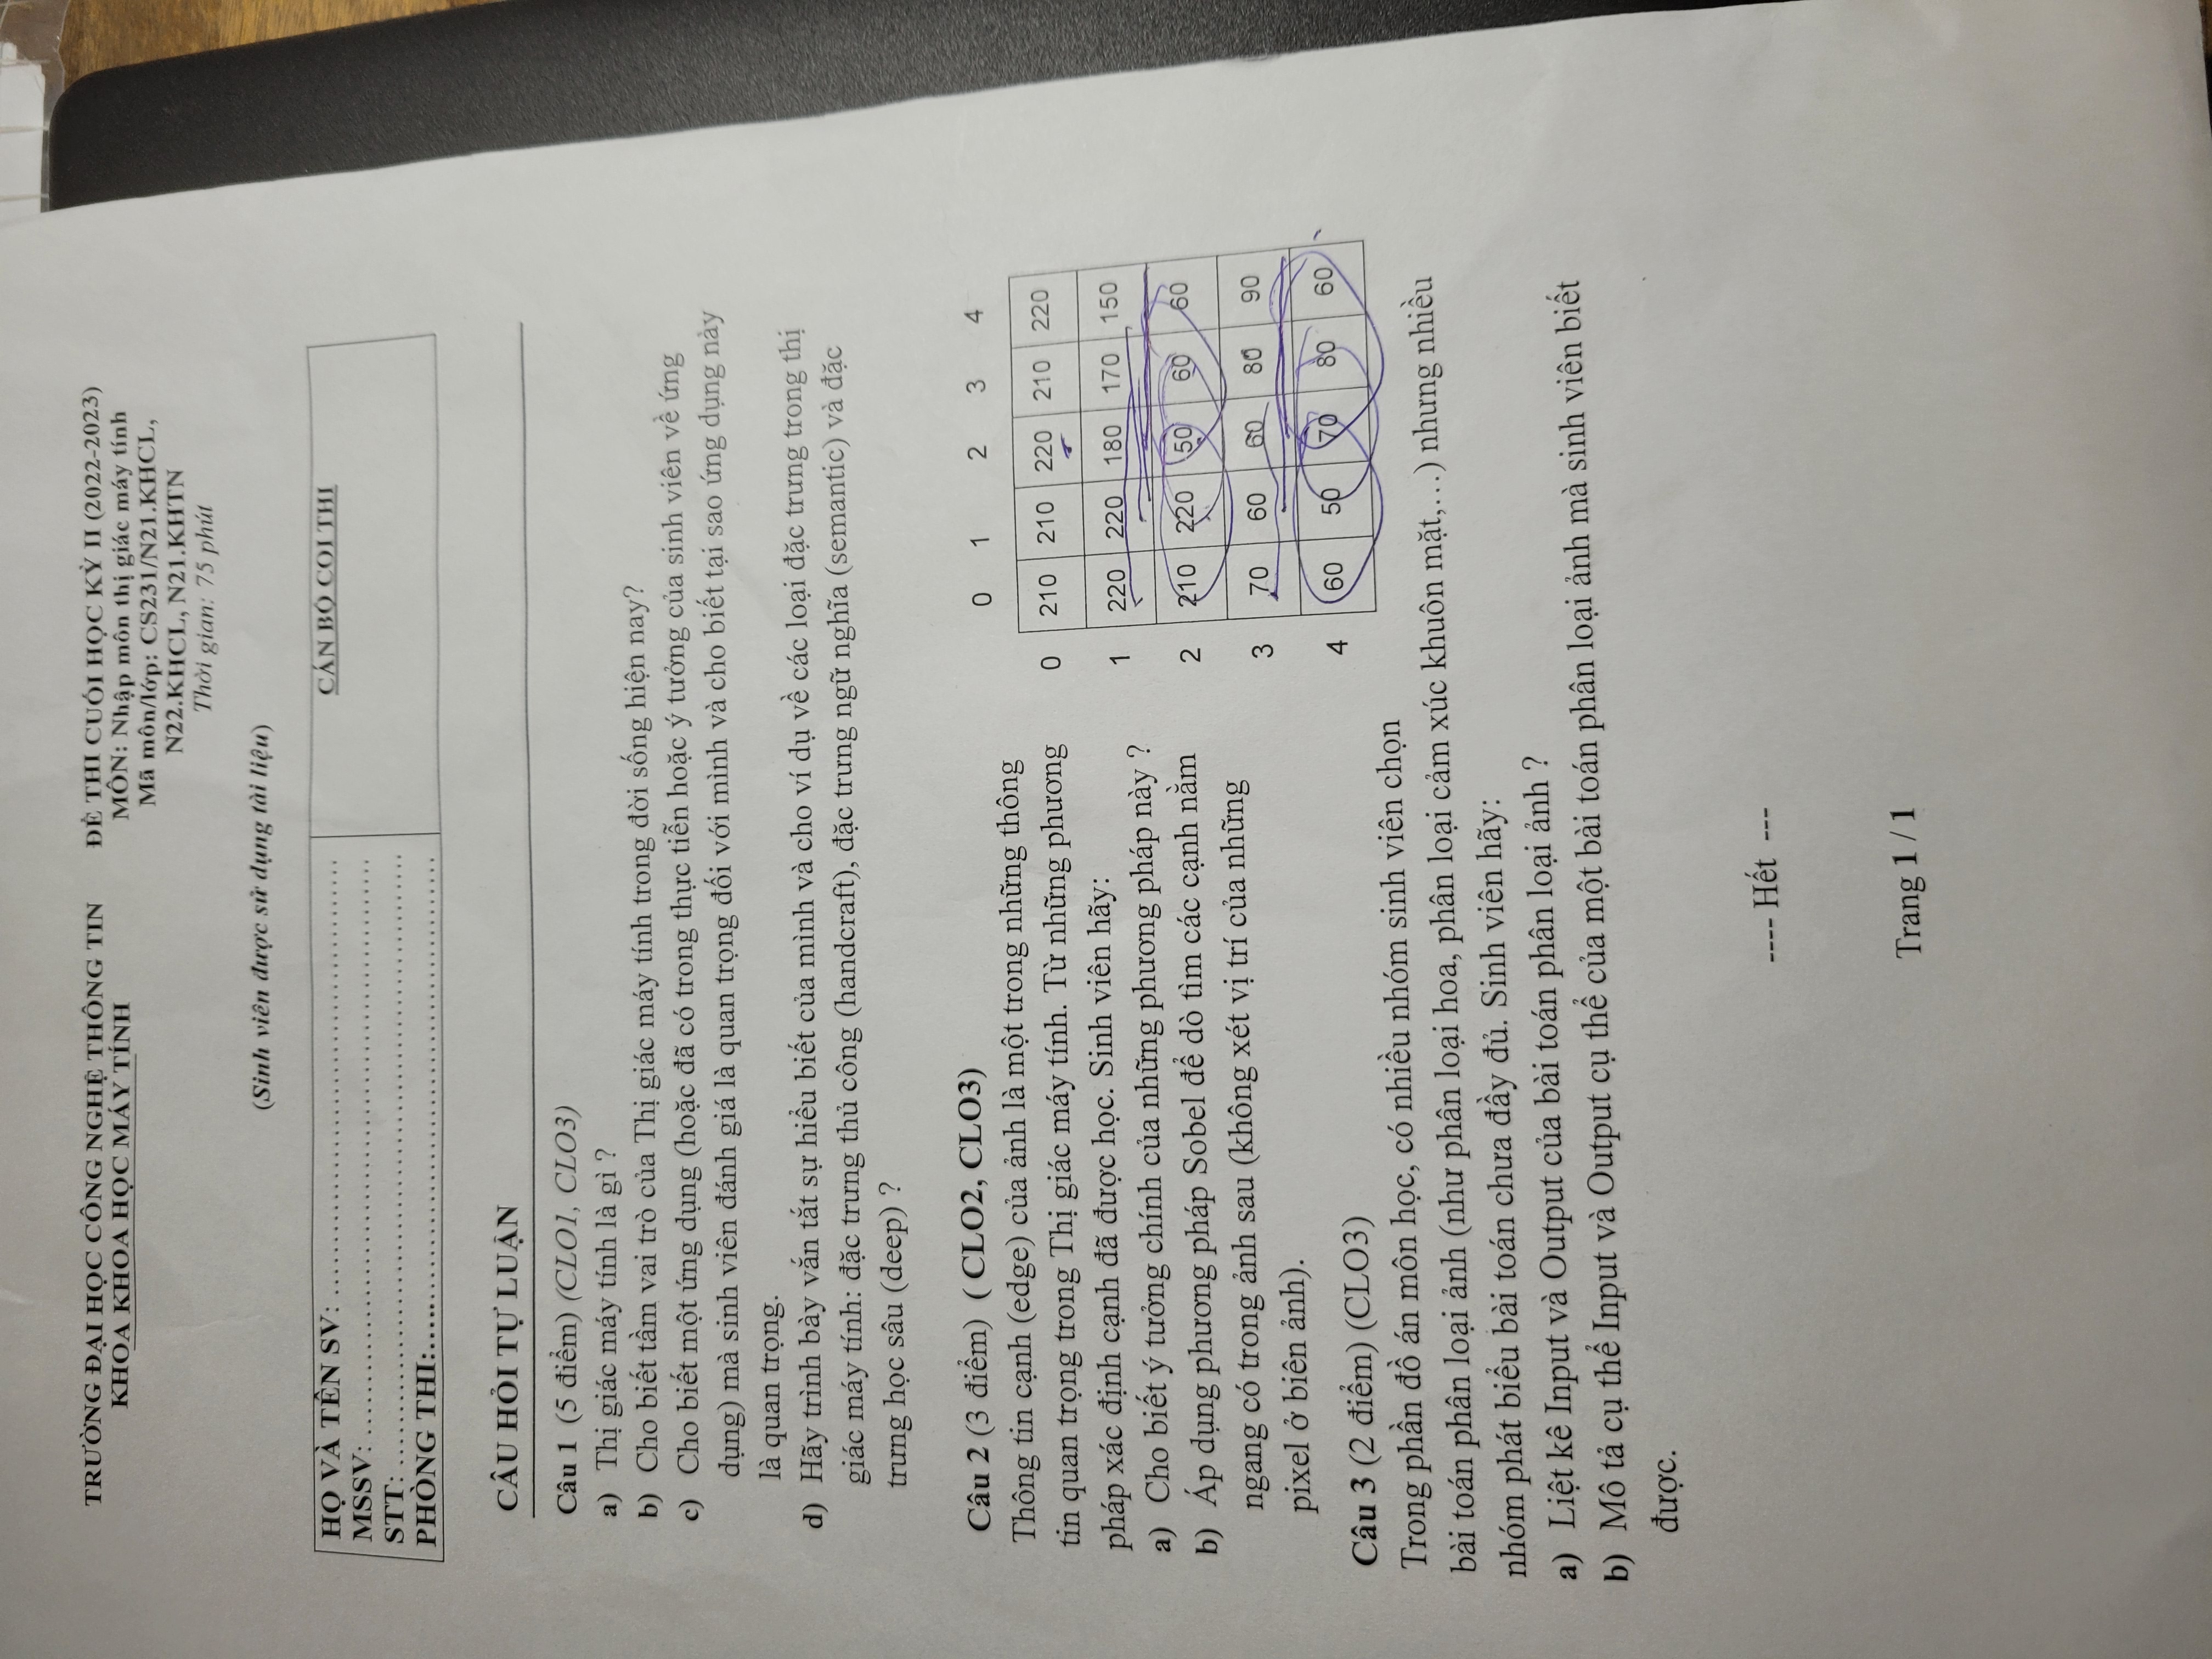 TRƯỜNG ĐẠI HỌC CÔNG NGHỆ THÔNG TIN
KHOA KHOA HỌC MÁY TÍNH
ĐỀ THI CUỐI HỌC KỲ II (2022-2023)
MÔN: Nhập môn thị giác máy tính
Mã môn/lớp: CS231/N21.KHCL,
N22.KHCL, N21.KHTN
Thời gian: 75 phút
(Sinh viên được sử dụng tài liệu)
HỌ VÀ TÊN SV: ........................................
MSSV: ........................................
STT: ........................................
PHÒNG THI:........................................
CÁN BỘ COI THI
CÂU HỎI TỰ LUẬN
Câu 1 (5 điểm) (CLO1, CLO3)
a) Thị giác máy tính là gì ?
b) Cho biết tầm vai trò của Thị giác máy tính trong đời sống hiện nay?
c) Cho biết một ứng dụng (hoặc đã có trong thực tiễn hoặc ý tưởng của sinh viên về ứng
dụng) mà sinh viên đánh giá là quan trọng đối với mình và cho biết tại sao ứng dụng này
là quan trọng.
d) Hãy trình bày vắn tắt sự hiểu biết của mình và cho ví dụ về các loại đặc trưng trong thị
giác máy tính: đặc trưng thủ công (handcraft), đặc trưng ngữ nghĩa (semantic) và đặc
trưng học sâu (deep) ?
Câu 2 (3 điểm) ( CLO2, CLO3)
Thông tin cạnh (edge) của ảnh là một trong những thông
tin quan trọng trong Thị giác máy tính. Từ những phương
pháp xác định cạnh đã được học. Sinh viên hãy:
a) Cho biết ý tưởng chính của những phương pháp này ?
b) Áp dụng phương pháp Sobel để dò tìm các cạnh nằm
ngang có trong ảnh sau (không xét vị trí của những
pixel ở biên ảnh).
0 1 2 3 4
0 210 210 220 210 220
1 220 220 180 170 150
2 210 220 50 60 60
3 70 60 60 80 90
4 60 50 70 80 60
Câu 3 (2 điểm) (CLO3)
Trong phần đồ án môn học, có nhiều nhóm sinh viên chọn
bài toán phân loại ảnh (như phân loại hoa, phân loại cảm xúc khuôn mặt,...) nhưng nhiều
nhóm phát biểu bài toán chưa đầy đủ. Sinh viên hãy:
a) Liệt kê Input và Output của bài toán phân loại ảnh ?
b) Mô tả cụ thể Input và Output cụ thể của một bài toán phân loại ảnh mà sinh viên biết
được.
---- Hết ---
Trang 1 / 1